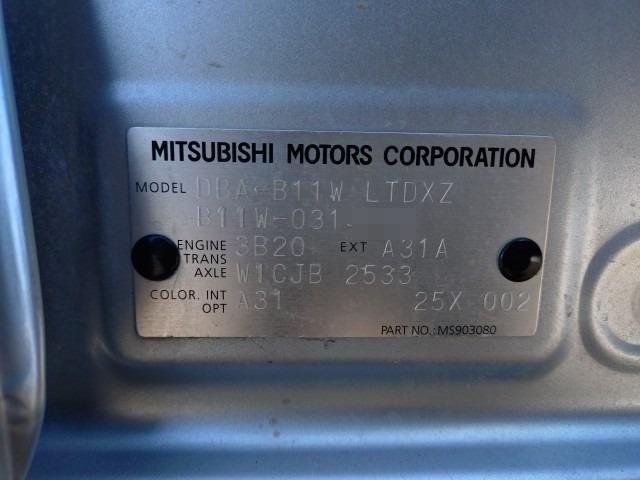 MITSUBISHI MOTORS CORPORATION
MODEL DBA-B11W LTDXZ
B11W-031
ENGINE 3B20 EXT A31A
TRANS
AXLE W1CJB 2533
COLOR. INT A31 25X 002
OPT
PART NO.:MS903080